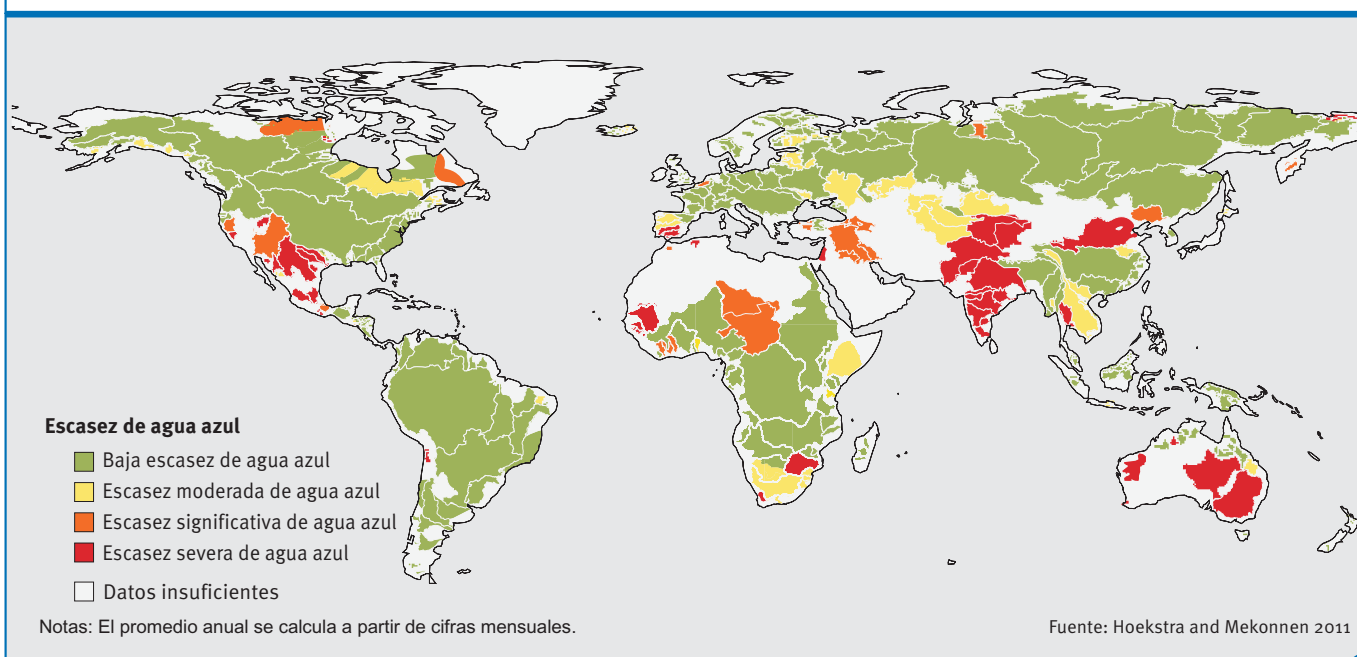 Escasez de agua azul
Baja escasez de agua azul
Escasez moderada de agua azul
Escasez significativa de agua azul
Escasez severa de agua azul
Datos insuficientes
Notas: El promedio anual se calcula a partir de cifras mensuales.
Fuente: Hoekstra and Mekonnen 2011